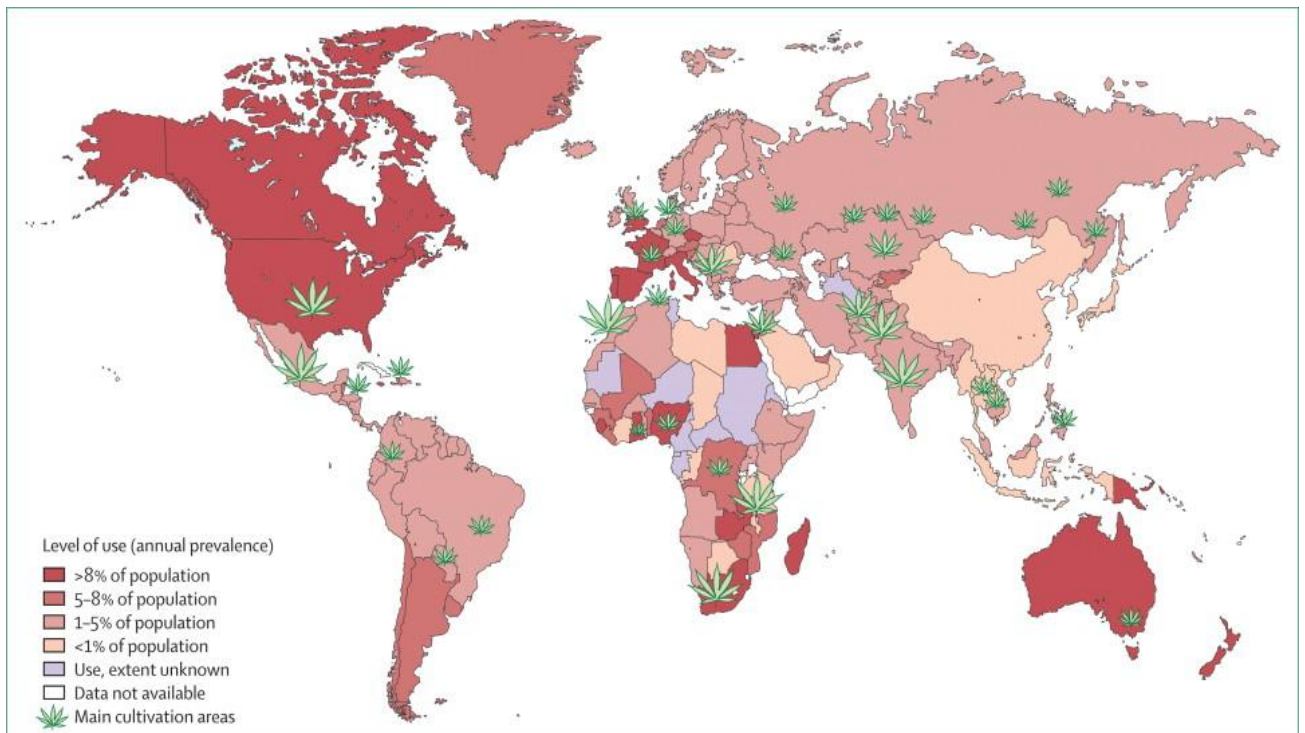 Level of use (annual prevalence)
>8% of population
5–8% of population
1–5% of population
<1% of population
Use, extent unknown
Data not available
Main cultivation areas